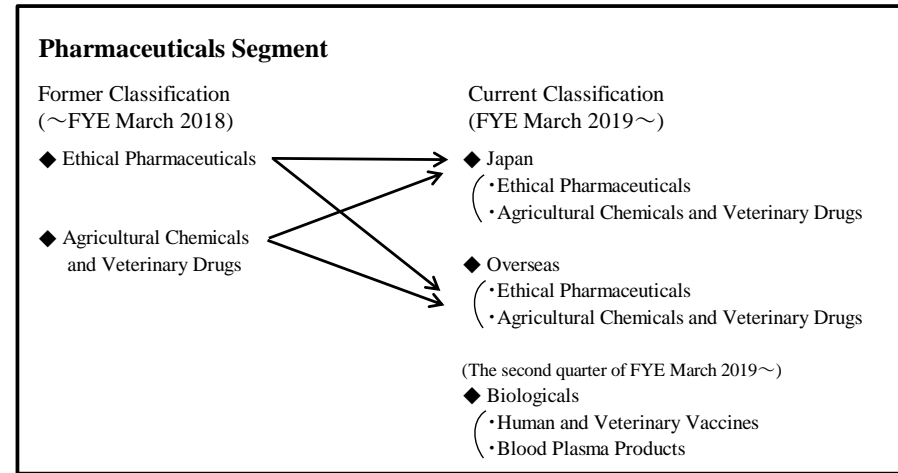 Pharmaceuticals Segment
Former Classification
(～FYE March 2018)
◆ Ethical Pharmaceuticals
◆ Agricultural Chemicals
and Veterinary Drugs
Current Classification
(FYE March 2019～)
◆ Japan
・Ethical Pharmaceuticals
・Agricultural Chemicals and Veterinary Drugs
◆ Overseas
・Ethical Pharmaceuticals
・Agricultural Chemicals and Veterinary Drugs
(The second quarter of FYE March 2019～)
◆ Biologicals
・Human and Veterinary Vaccines
・Blood Plasma Products